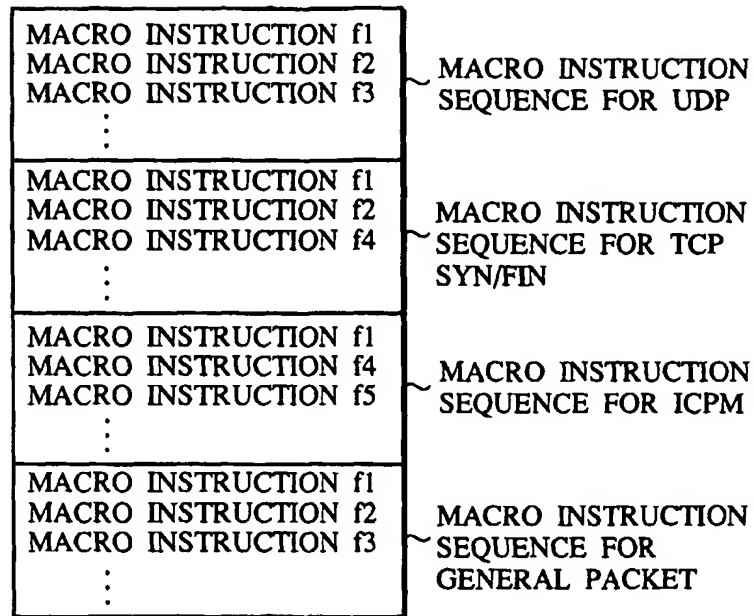 MACRO INSTRUCTION f1
MACRO INSTRUCTION f2
MACRO INSTRUCTION f3
⋮
MACRO INSTRUCTION
SEQUENCE FOR UDP
MACRO INSTRUCTION f1
MACRO INSTRUCTION f2
MACRO INSTRUCTION f4
⋮
MACRO INSTRUCTION
SEQUENCE FOR TCP
SYN/FIN
MACRO INSTRUCTION f1
MACRO INSTRUCTION f4
MACRO INSTRUCTION f5
⋮
MACRO INSTRUCTION
SEQUENCE FOR ICPM
MACRO INSTRUCTION f1
MACRO INSTRUCTION f2
MACRO INSTRUCTION f3
⋮
MACRO INSTRUCTION
SEQUENCE FOR
GENERAL PACKET